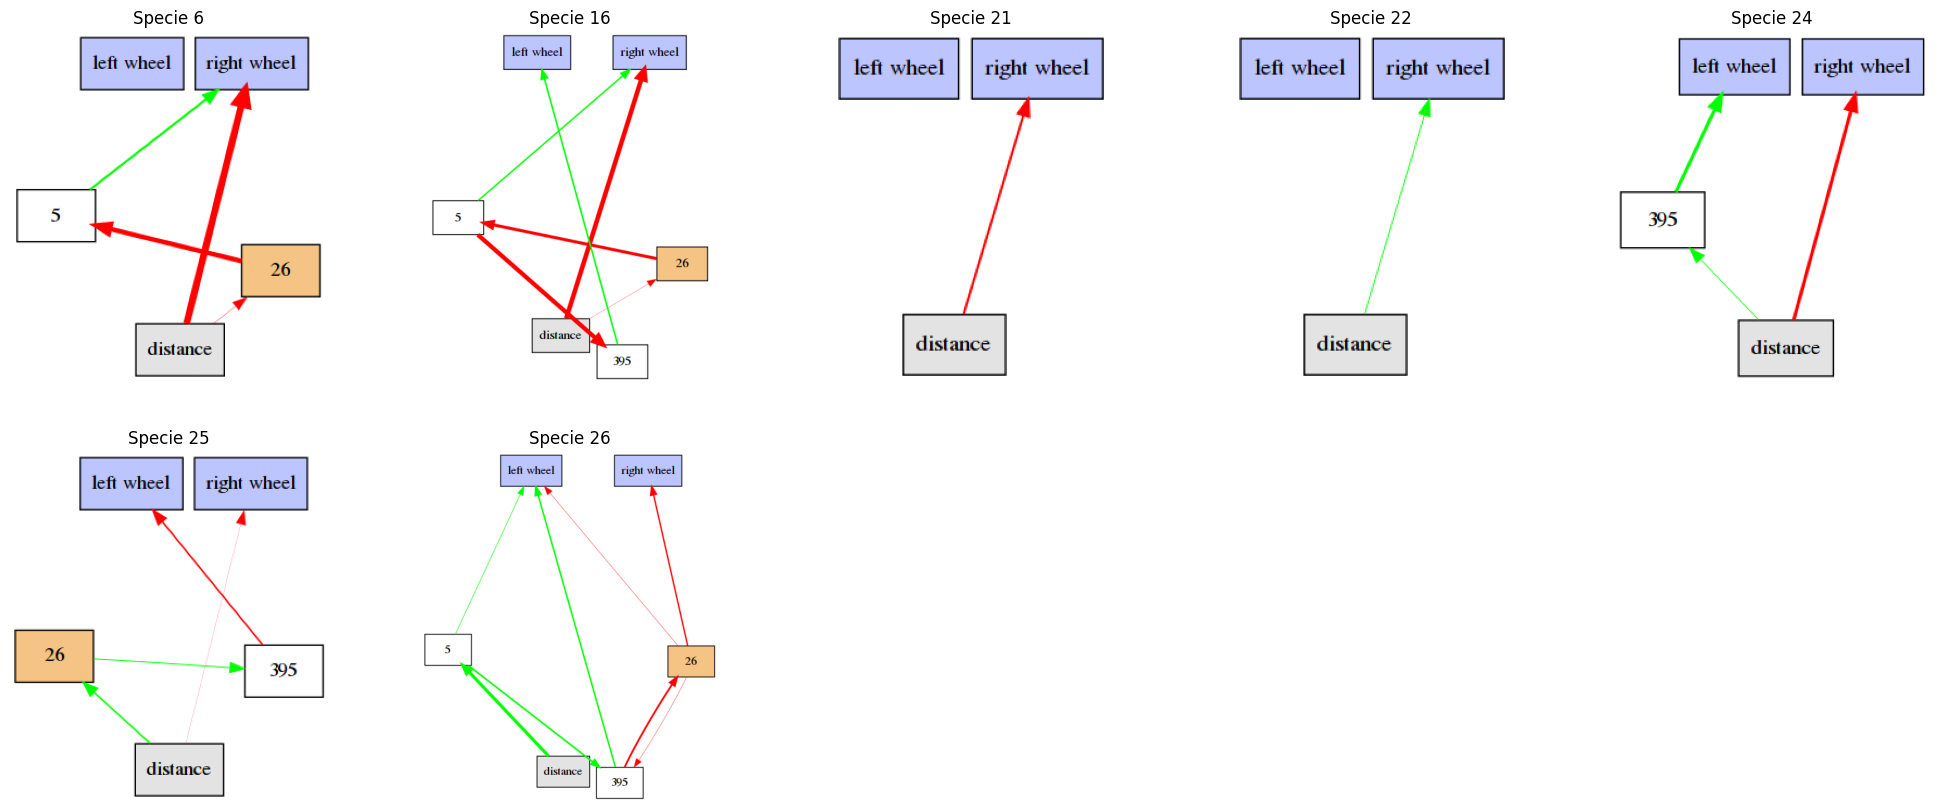 Specie 6
left wheel
right wheel
5
26
distance
Specie 16
left wheel
right wheel
5
26
distance
395
Specie 21
left wheel
right wheel
distance
Specie 22
left wheel
right wheel
distance
Specie 24
left wheel
right wheel
395
distance
Specie 25
left wheel
right wheel
26
395
distance
Specie 26
left wheel
right wheel
5
26
distance
395